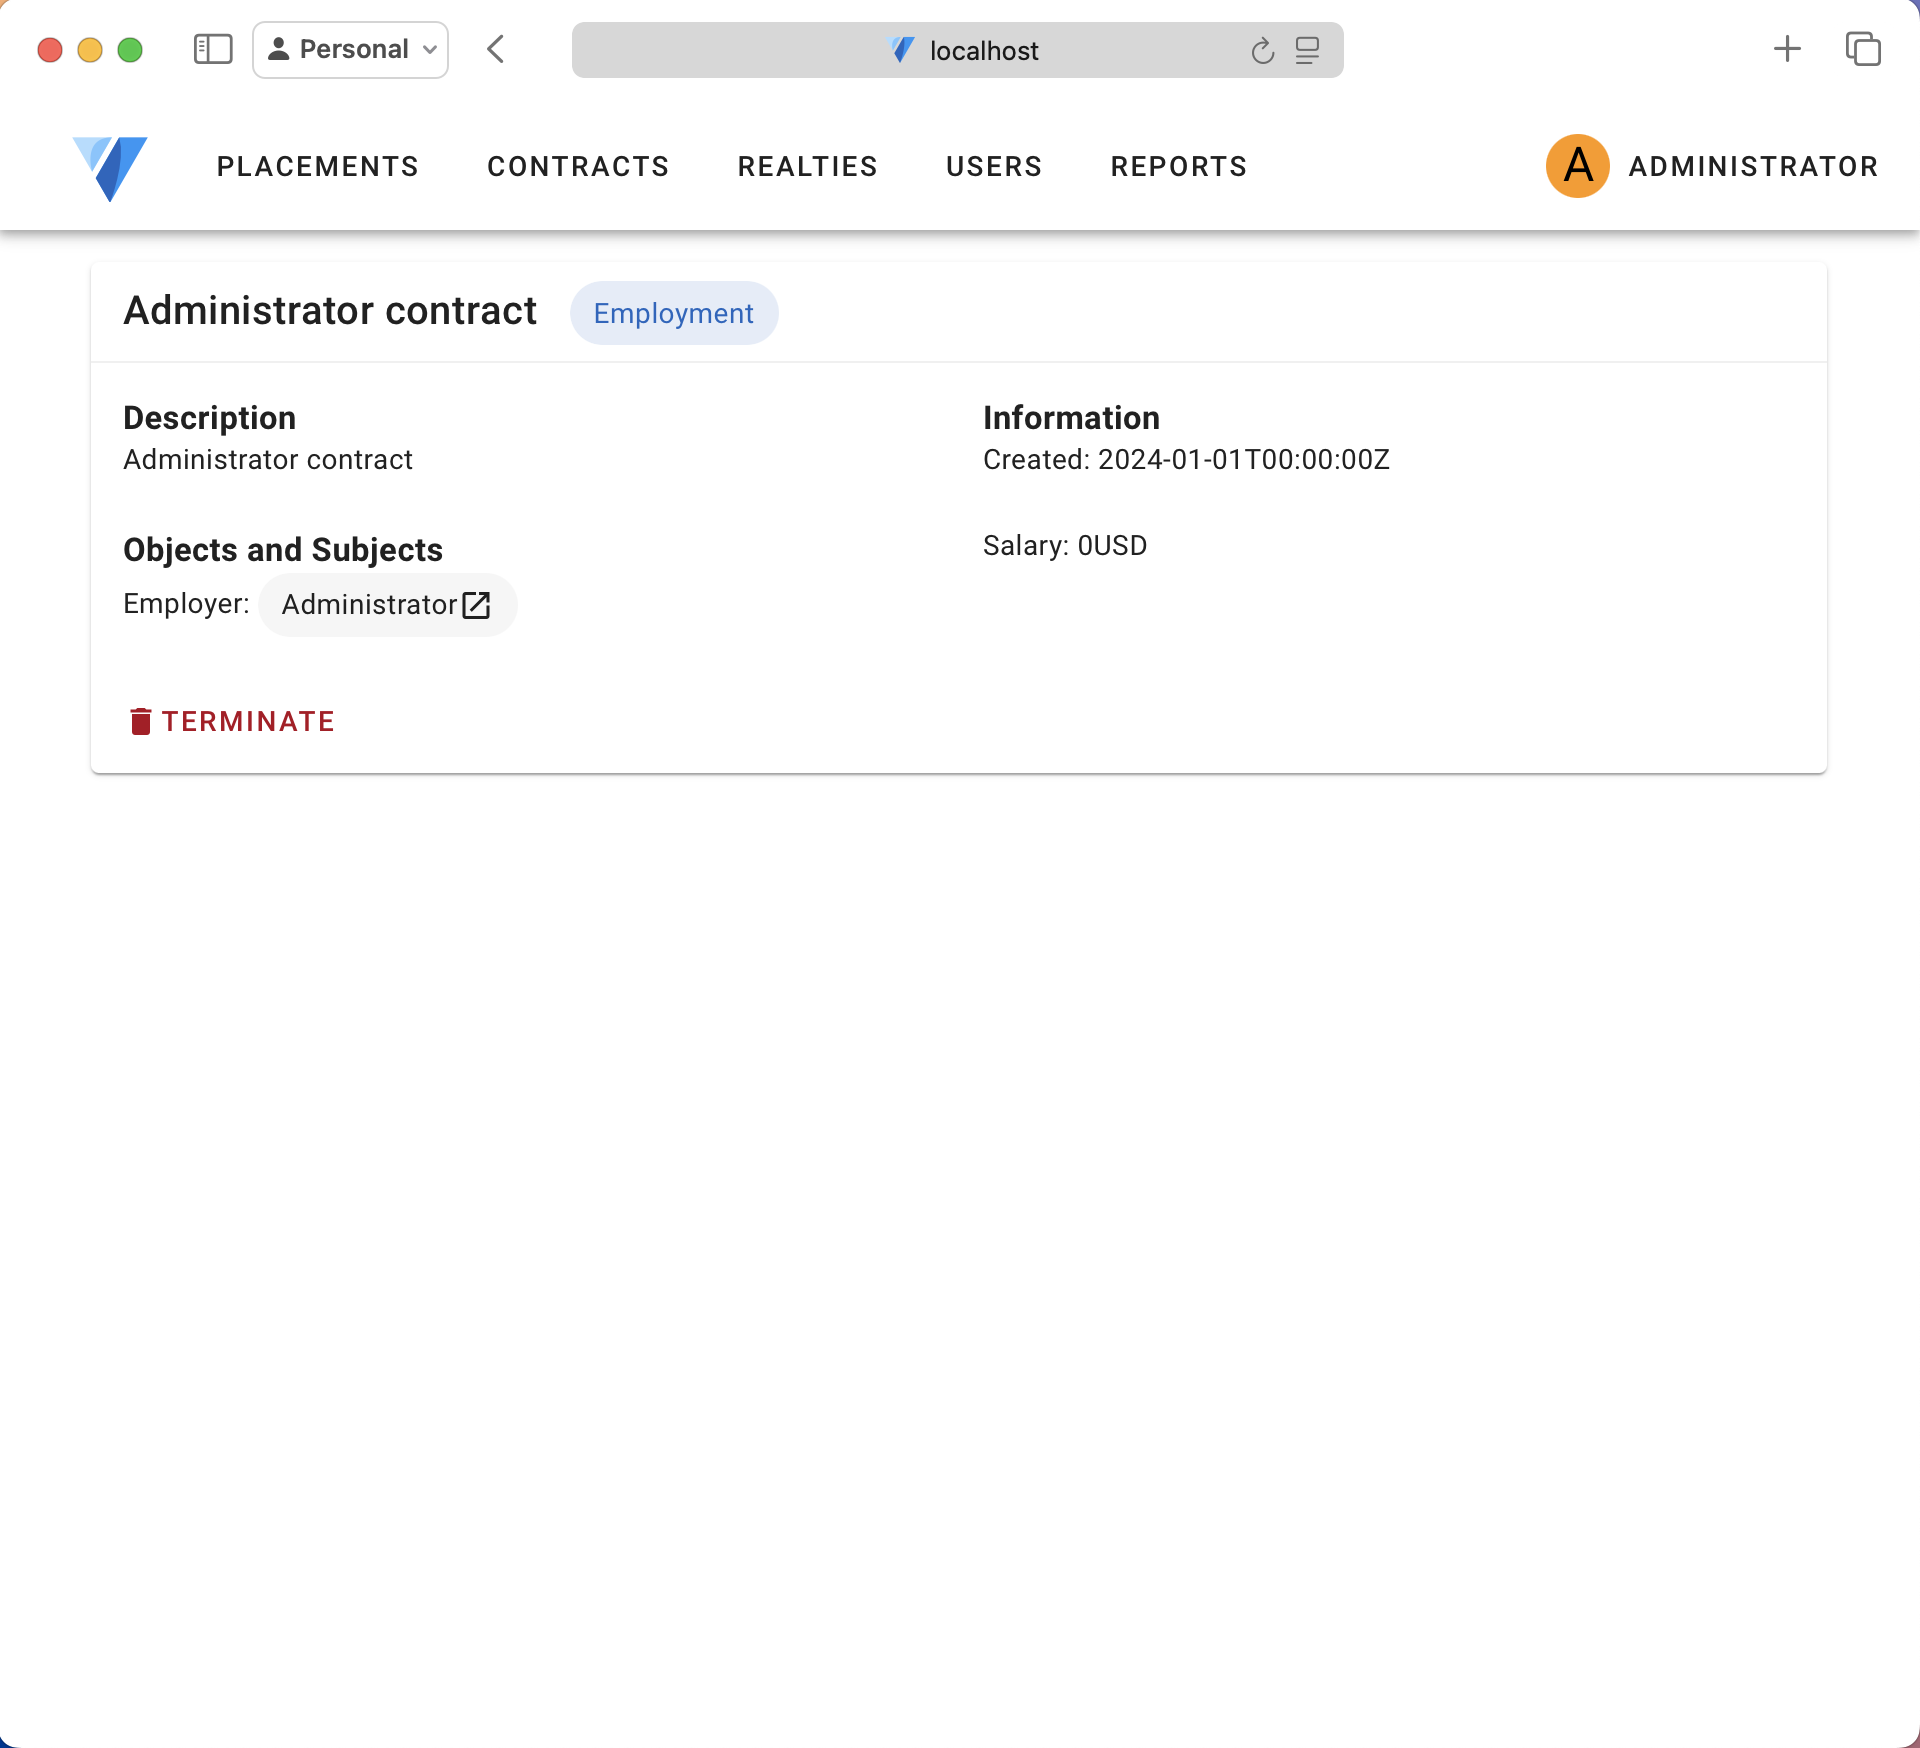 Personal
localhost
PLACEMENTS CONTRACTS REALTIES USERS REPORTS A ADMINISTRATOR
Administrator contract Employment
Description
Administrator contract
Objects and Subjects
Employer: Administrator
TERMINATE
Information
Created: 2024-01-01T00:00:00Z
Salary: 0USD